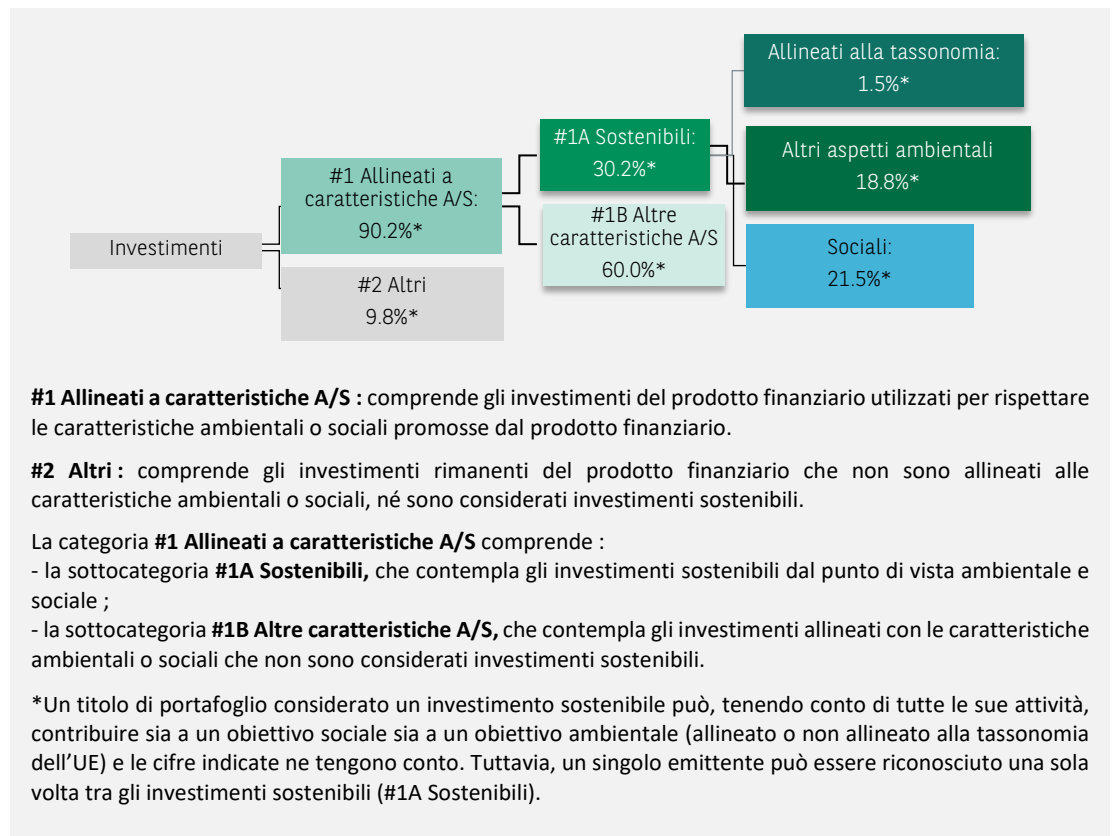 Allineati alla tassonomia:
1.5%*
#1A Sostenibili:
30.2%*
Altri aspetti ambientali
18.8%*
#1 Allineati a
caratteristiche A/S:
90.2%*
#1B Altre
caratteristiche A/S
60.0%*
Investimenti
Sociali:
21.5%*
#2 Altri
9.8%*
#1 Allineati a caratteristiche A/S : comprende gli investimenti del prodotto finanziario utilizzati per rispettare
le caratteristiche ambientali o sociali promosse dal prodotto finanziario.
#2 Altri : comprende gli investimenti rimanenti del prodotto finanziario che non sono allineati alle
caratteristiche ambientali o sociali, né sono considerati investimenti sostenibili.
La categoria #1 Allineati a caratteristiche A/S comprende :
- la sottocategoria #1A Sostenibili, che contempla gli investimenti sostenibili dal punto di vista ambientale e
sociale ;
- la sottocategoria #1B Altre caratteristiche A/S, che contempla gli investimenti allineati con le caratteristiche
ambientali o sociali che non sono considerati investimenti sostenibili.
*Un titolo di portafoglio considerato un investimento sostenibile può, tenendo conto di tutte le sue attività,
contribuire sia a un obiettivo sociale sia a un obiettivo ambientale (allineato o non allineato alla tassonomia
dell’UE) e le cifre indicate ne tengono conto. Tuttavia, un singolo emittente può essere riconosciuto una sola
volta tra gli investimenti sostenibili (#1A Sostenibili).